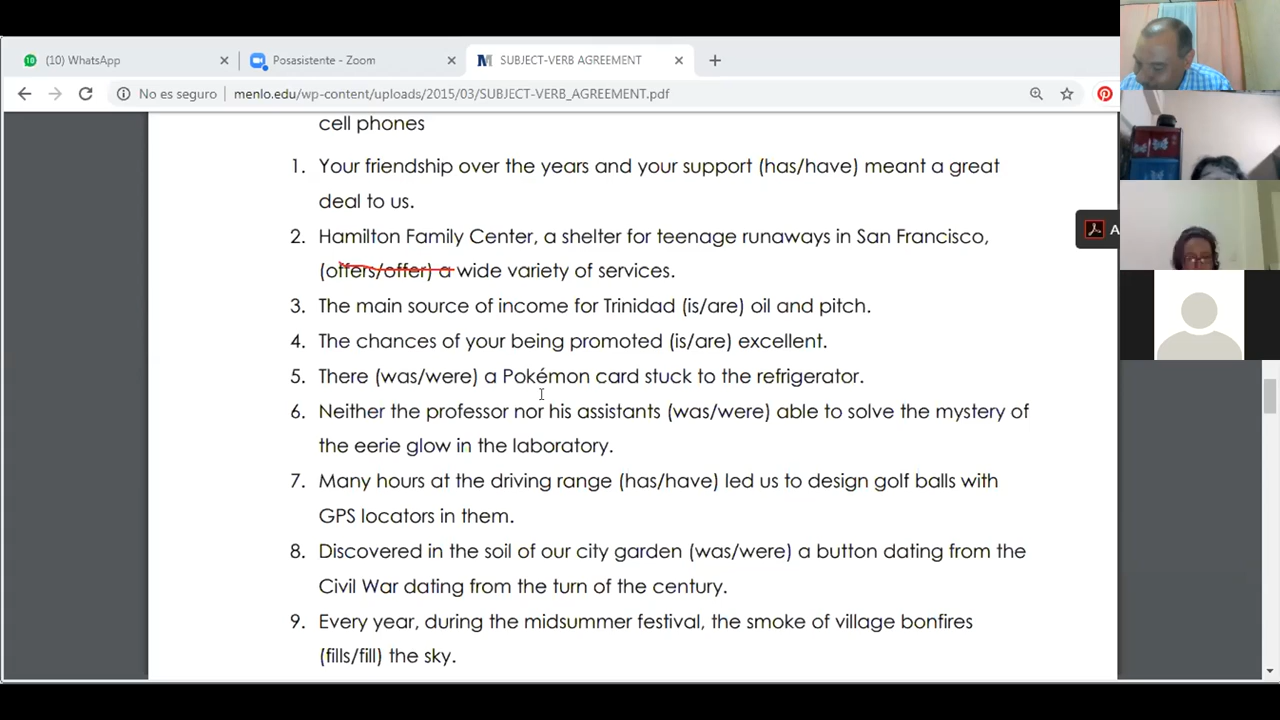 (10) WhatsApp
Posasistente - Zoom
SUBJECT-VERB AGREEMENT
No es seguro
menlo.edu/wp-content/uploads/2015/03/SUBJECT-VERB_AGREEMENT.pdf
cell phones
1. Your friendship over the years and your support (has/have) meant a great
deal to us.
2. Hamilton Family Center, a shelter for teenage runaways in San Francisco,
(offers/offer) a wide variety of services.
3. The main source of income for Trinidad (is/are) oil and pitch.
4. The chances of your being promoted (is/are) excellent.
5. There (was/were) a Pokémon card stuck to the refrigerator.
6. Neither the professor nor his assistants (was/were) able to solve the mystery of
the eerie glow in the laboratory.
7. Many hours at the driving range (has/have) led us to design golf balls with
GPS locators in them.
8. Discovered in the soil of our city garden (was/were) a button dating from the
Civil War dating from the turn of the century.
9. Every year, during the midsummer festival, the smoke of village bonfires
(fills/fill) the sky.
A